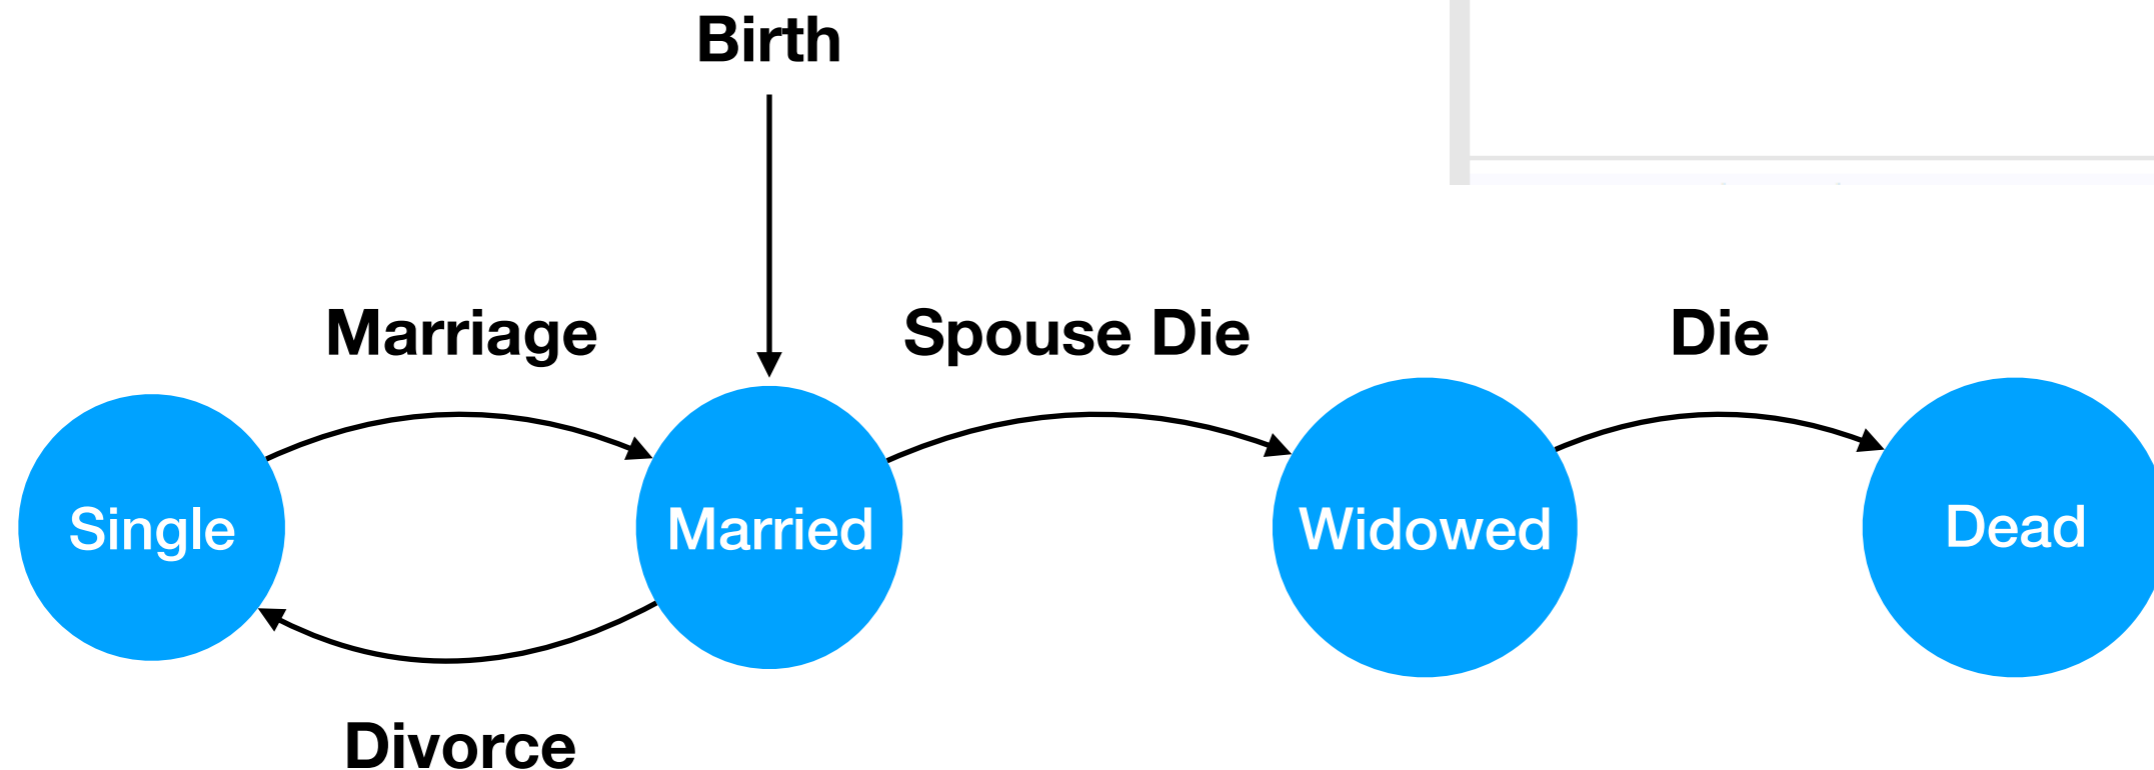 Birth
Marriage
Spouse Die
Die
Single
Married
Widowed
Dead
Divorce